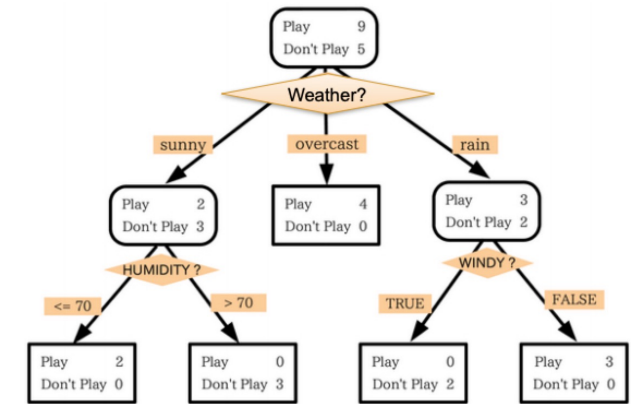 Play 9
Don't Play 5
Weather?
sunny
overcast
rain
Play 2
Don't Play 3
Play 4
Don't Play 0
Play 3
Don't Play 2
HUMIDITY ?
WINDY ?
<= 70
> 70
TRUE
FALSE
Play 2
Don't Play 0
Play 0
Don't Play 3
Play 0
Don't Play 2
Play 3
Don't Play 0